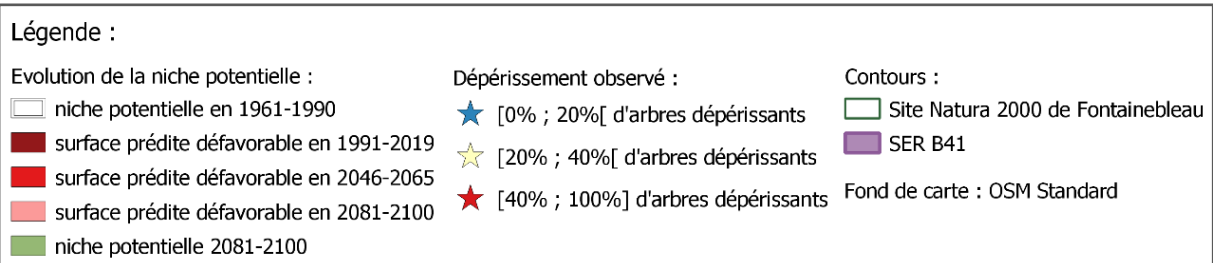 Légende :
Evolution de la niche potentielle :
niche potentielle en 1961-1990
surface prédite défavorable en 1991-2019
surface prédite défavorable en 2046-2065
surface prédite défavorable en 2081-2100
niche potentielle 2081-2100
Dépérissement observé :
[0% ; 20%[ d'arbres dépérissants
[20% ; 40%[ d'arbres dépérissants
[40% ; 100%] d'arbres dépérissants
Contours :
Site Natura 2000 de Fontainebleau
SER B41
Fond de carte : OSM Standard